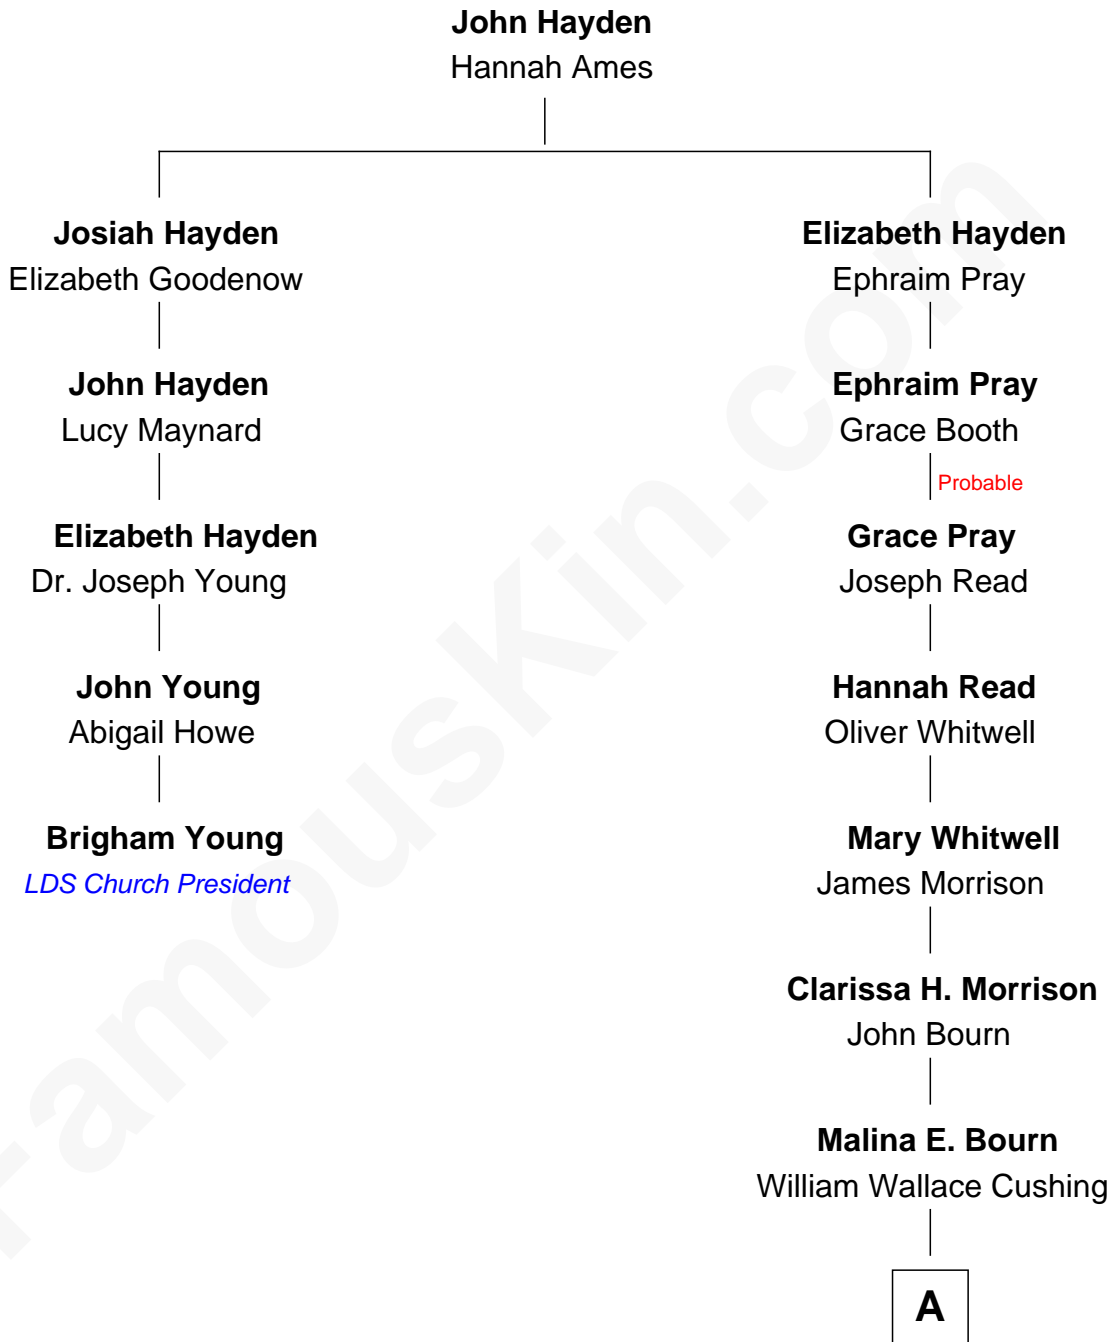 John Hayden
Hannah Ames
Josiah Hayden
Elizabeth Goodenow
John Hayden
Lucy Maynard
Elizabeth Hayden
Dr. Joseph Young
John Young
Abigail Howe
Brigham Young
LDS Church President
Elizabeth Hayden
Ephraim Pray
Ephraim Pray
Grace Booth
Probable
Grace Pray
Joseph Read
Hannah Read
Oliver Whitwell
Mary Whitwell
James Morrison
Clarissa H. Morrison
John Bourn
Malina E. Bourn
William Wallace Cushing
A
FamousKin.com